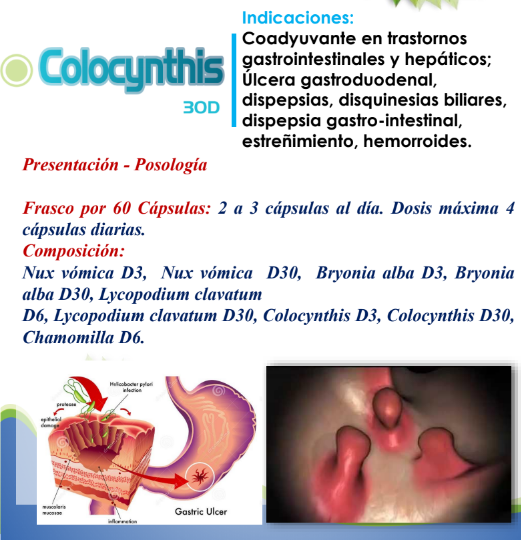 Indicaciones:
Coadyuvante en trastornos
gastrointestinales y hepáticos;
Úlcera gastroduodenal,
dispepsias, disquinesias biliares,
dispepsia gastro-intestinal,
estreñimiento, hemorroides.
Colocynthis
30D
Presentación - Posología
Frasco por 60 Cápsulas: 2 a 3 cápsulas al día. Dosis máxima 4
cápsulas diarias.
Composición:
Nux vómica D3, Nux vómica D30, Bryonia alba D3, Bryonia
alba D30, Lycopodium clavatum
D6, Lycopodium clavatum D30, Colocynthis D3, Colocynthis D30,
Chamomilla D6.
Helicobacter pylori
infection
protease
epithelial
damage
muscularis
mucosae
inflammation
Gastric Ulcer